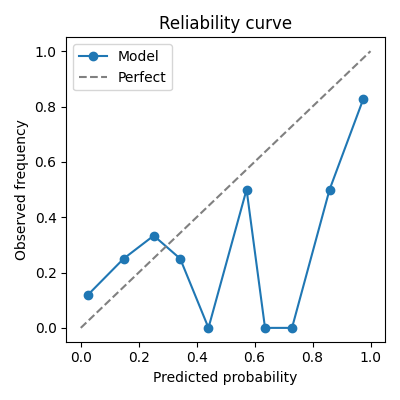 Reliability curve
Model
Perfect
Observed frequency
1.0
0.8
0.6
0.4
0.2
0.0
0.0 0.2 0.4 0.6 0.8 1.0
Predicted probability